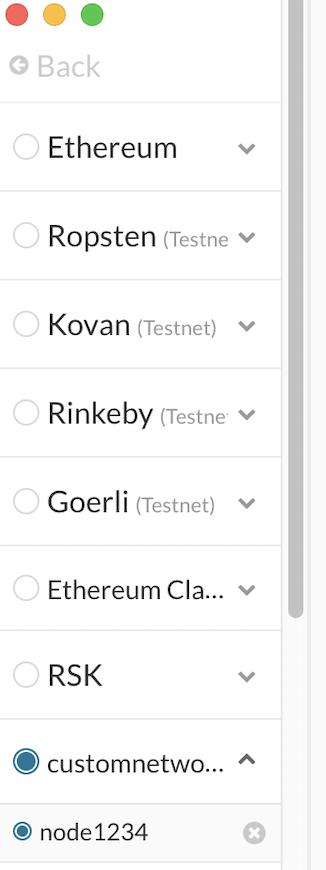 Back
Ethereum
Ropsten (Testne
Kovan (Testnet)
Rinkeby (Testne
Goerli (Testnet)
Ethereum Cla...
RSK
customnetwo...
node1234